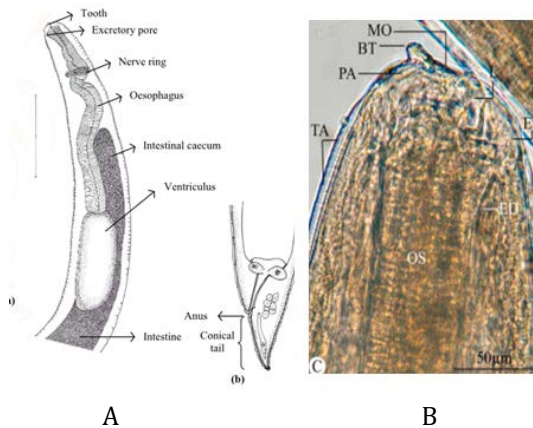 Tooth
Excretory pore
Nerve ring
Oesophagus
Intestinal caecum
Ventriculus
Intestine
Anus
Conical
tail
(b)
MO
BT
PA
TA
OS
C
50µm
A
B